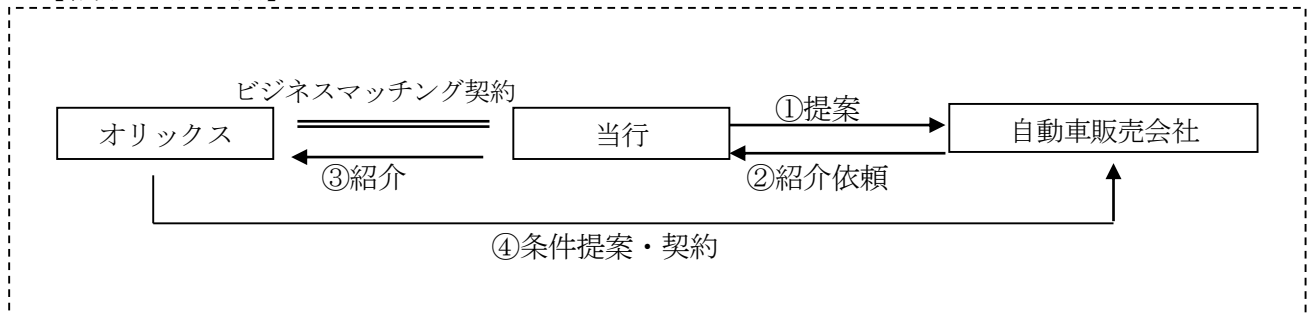 ビジネスマッチング契約
オリックス
当行
①提案
自動車販売会社
②紹介依頼
③紹介
④条件提案・契約